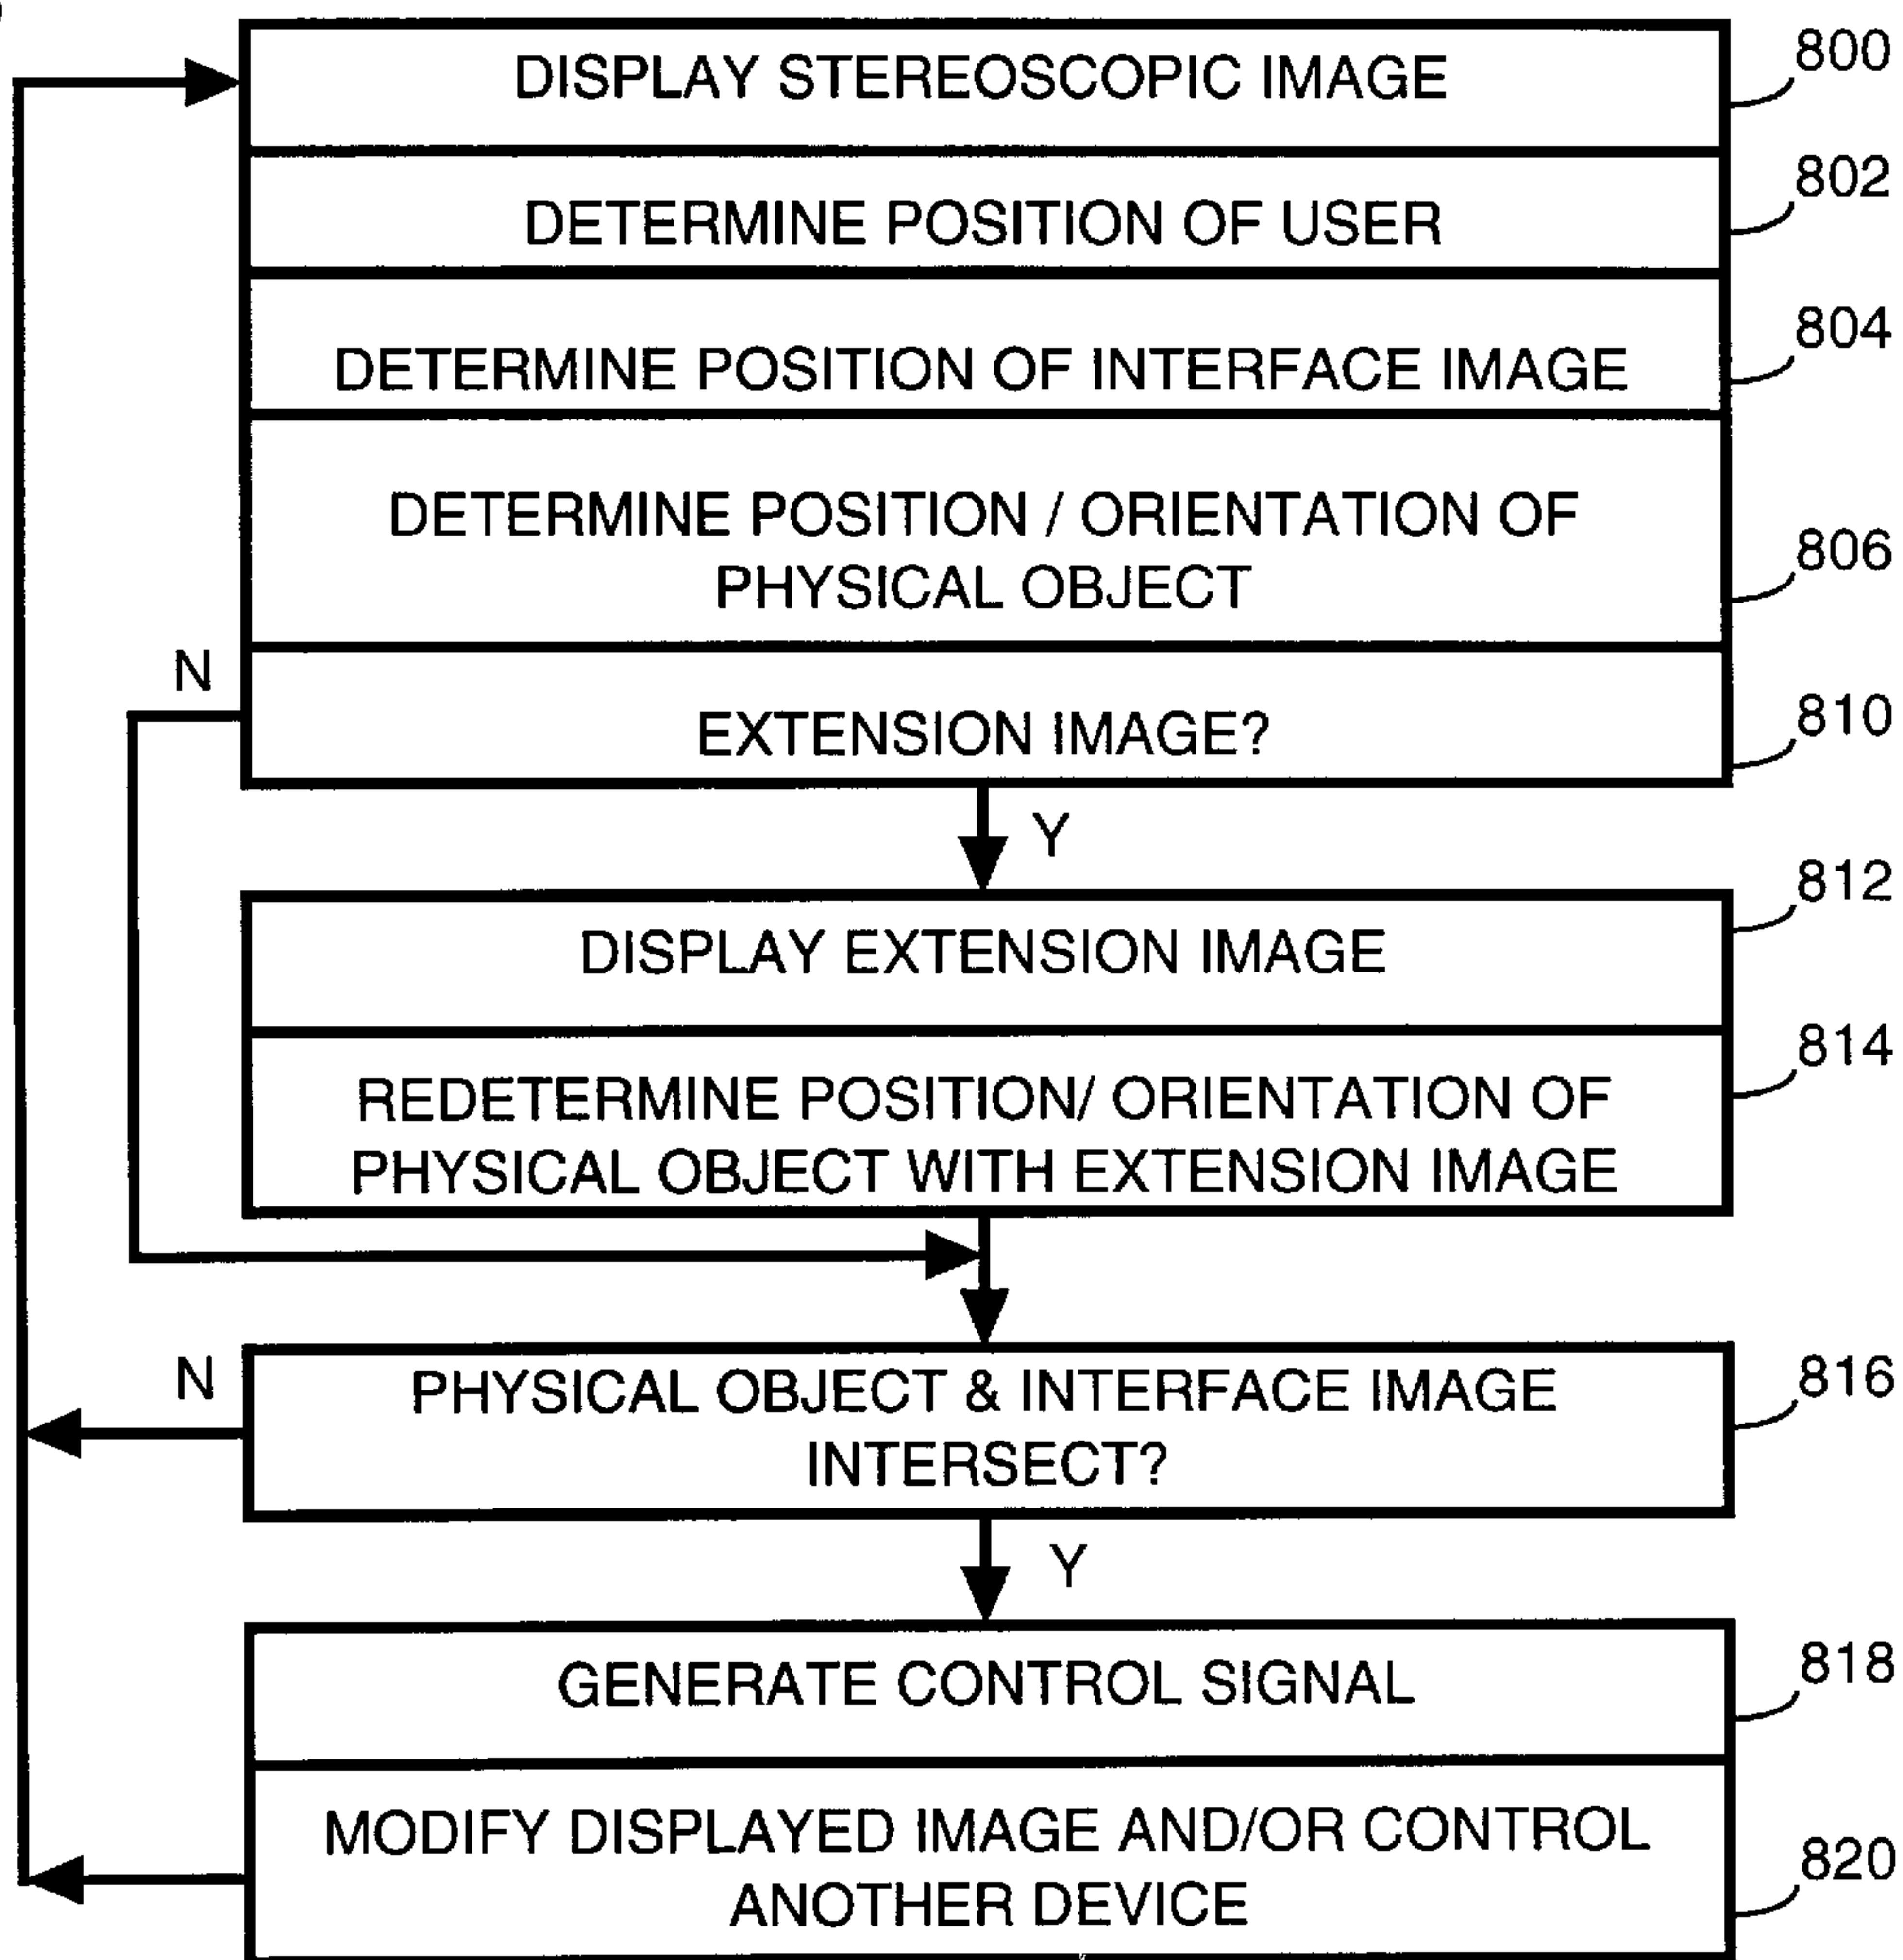 DISPLAY STEREOSCOPIC IMAGE
800
DETERMINE POSITION OF USER
802
DETERMINE POSITION OF INTERFACE IMAGE
804
DETERMINE POSITION / ORIENTATION OF
PHYSICAL OBJECT
806
N
EXTENSION IMAGE?
810
Y
DISPLAY EXTENSION IMAGE
812
REDETERMINE POSITION/ ORIENTATION OF
PHYSICAL OBJECT WITH EXTENSION IMAGE
814
N
PHYSICAL OBJECT & INTERFACE IMAGE
INTERSECT?
816
Y
GENERATE CONTROL SIGNAL
818
MODIFY DISPLAYED IMAGE AND/OR CONTROL
ANOTHER DEVICE
820